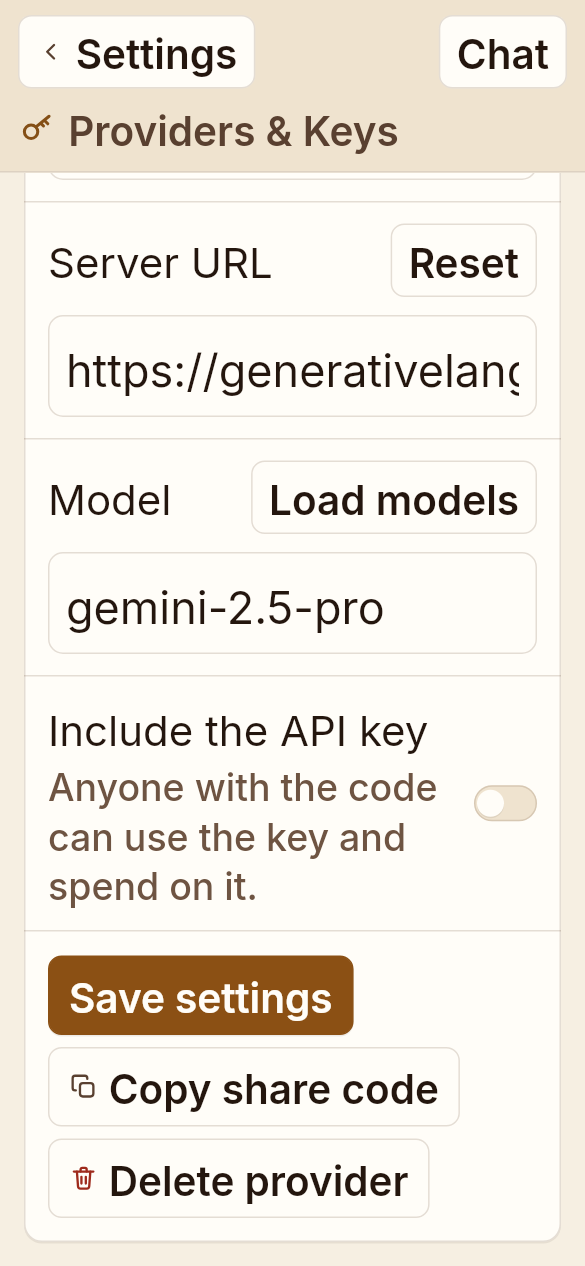 Settings
Chat
Providers & Keys
Server URL
Reset
https://generativelang
Model
Load models
gemini-2.5-pro
Include the API key
Anyone with the code
can use the key and
spend on it.
Save settings
Copy share code
Delete provider